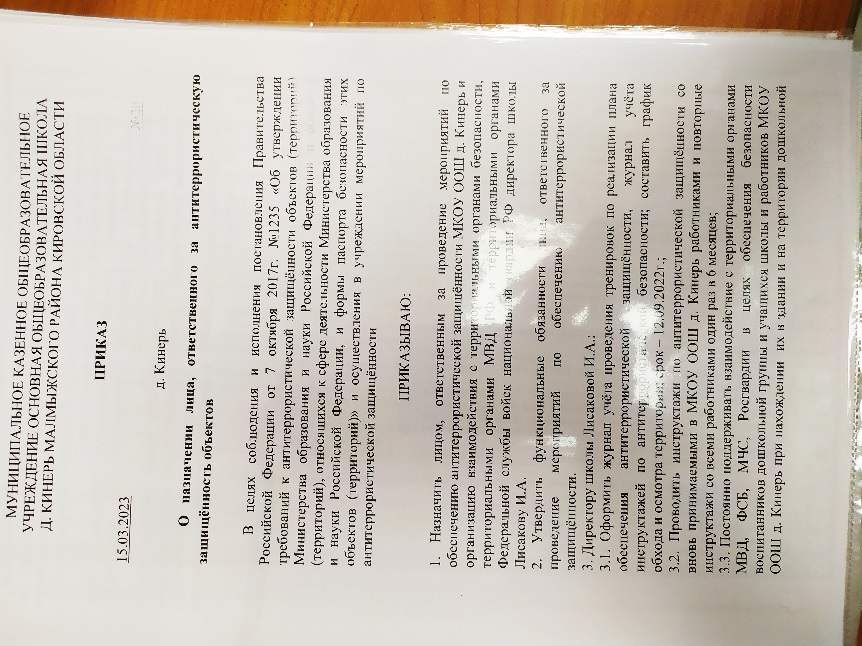 МУНИЦИПАЛЬНОЕ КАЗЕННОЕ ОБЩЕОБРАЗОВАТЕЛЬНОЕ
УЧРЕЖДЕНИЕ ОСНОВНАЯ ОБЩЕОБРАЗОВАТЕЛЬНАЯ ШКОЛА
Д. КИНЕРЬ МАЛМЫЖСКОГО РАЙОНА КИРОВСКОЙ ОБЛАСТИ
ПРИКАЗ
15.03.2023
д. Кинерь
О назначении лица, ответственного за антитеррористическую
защищённость объектов
В целях соблюдения и исполнения постановления Правительства
Российской Федерации от 7 октября 2017г. №1235 «Об утверждении
требований к антитеррористической защищённости объектов (территорий)
Министерства образования и науки Российской Федерации и
(территорий), относящихся к сфере деятельности Министерства образования
и науки Российской Федерации, и формы паспорта безопасности этих
объектов (территорий)» и осуществления в учреждении мероприятий по
антитеррористической защищённости
ПРИКАЗЫВАЮ:
1. Назначить лицом, ответственным за проведение мероприятий по
обеспечению антитеррористической защищённости МКОУ ООШ д. Кинерь и
организацию взаимодействия с территориальными органами безопасности,
территориальными органами МВД и территориальными органами
Федеральной службы войск национальной гвардии РФ директора школы
Лисакову И.А.
2. Утвердить функциональные обязанности лица, ответственного за
проведение мероприятий по обеспечению антитеррористической
защищённости.
3. Директору школы Лисаковой И.А.:
3.1. Оформить журнал учёта проведения тренировок по реализации плана
обеспечения антитеррористической защищённости, журнал учёта
инструктажей по безопасности; составить график
обхода и осмотра территории; срок – 12.09.2022г.;
3.2. Проводить инструктажи по антитеррористической защищённости со
вновь принимаемыми в МКОУ ООШ д. Кинерь работниками и повторные
инструктажи со всеми работниками один раз в 6 месяцев;
3.3. Постоянно поддерживать взаимодействие с территориальными органами
МВД, ФСБ, МЧС, Росгвардии в целях обеспечения безопасности
воспитанников дошкольной группы и учащихся школы и работников МКОУ
ООШ д. Кинерь при нахождении их в здании и на территории дошкольной